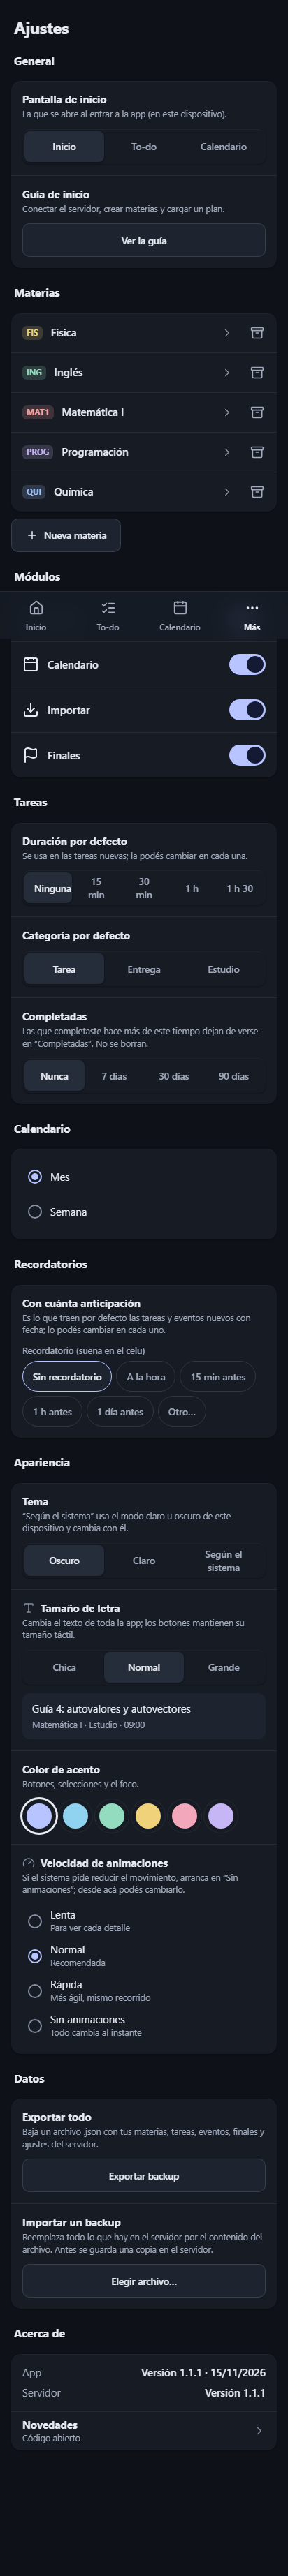 Ajustes
General
Pantalla de inicio
La que se abre al entrar a la app (en este dispositivo).
Inicio
To-do
Calendario
Guía de inicio
Conectar el servidor, crear materias y cargar un plan.
Ver la guía
Materias
FIS Física
ING Inglés
MAT1 Matemática I
PROG Programación
QUI Química
Nueva materia
Módulos
Inicio
To-do
Calendario
Más
Calendario
Importar
Finales
Tareas
Duración por defecto
Se usa en las tareas nuevas; la podés cambiar en cada una.
Ninguna
15 min
30 min
1 h
1 h 30
Categoría por defecto
Tarea
Entrega
Estudio
Completadas
Las que completaste hace más de este tiempo dejan de verse
en "Completadas". No se borran.
Nunca
7 días
30 días
90 días
Calendario
Mes
Semana
Recordatorios
Con cuánta anticipación
Es lo que traen por defecto las tareas y eventos nuevos con
fecha; lo podés cambiar en cada uno.
Recordatorio (suena en el celu)
Sin recordatorio
A la hora
15 min antes
1 h antes
1 día antes
Otro...
Apariencia
Tema
"Según el sistema" usa el modo claro u oscuro de este
dispositivo y cambia con él.
Oscuro
Claro
Según el sistema
Tamaño de letra
Cambia el texto de toda la app; los botones mantienen su
tamaño táctil.
Chica
Normal
Grande
Guía 4: autovalores y autovectores
Matemática I · Estudio · 09:00
Color de acento
Botones, selecciones y el foco.
Velocidad de animaciones
Si el sistema pide reducir el movimiento, arranca en "Sin
animaciones"; desde acá podés cambiarlo.
Lenta
Para ver cada detalle
Normal
Recomendada
Rápida
Más ágil, mismo recorrido
Sin animaciones
Todo cambia al instante
Datos
Exportar todo
Baja un archivo .json con tus materias, tareas, eventos, finales y
ajustes del servidor.
Exportar backup
Importar un backup
Reemplaza todo lo que hay en el servidor por el contenido del
archivo. Antes se guarda una copia en el servidor.
Elegir archivo...
Acerca de
App Versión 1.1.1 · 15/11/2026
Servidor Versión 1.1.1
Novedades
Código abierto